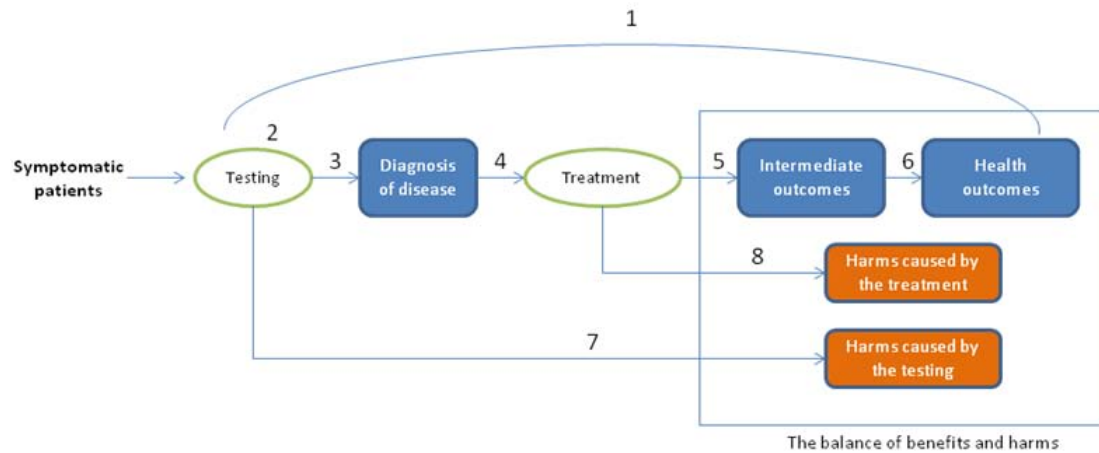 1
2
Symptomatic
patients
Testing
3
Diagnosis
of disease
4
Treatment
5
Intermediate
outcomes
6
Health
outcomes
8
Harms caused by
the treatment
7
Harms caused by
the testing
The balance of benefits and harms